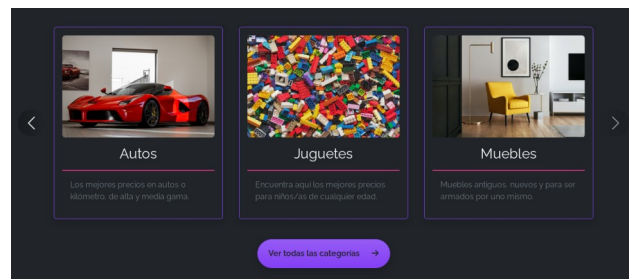 Autos
Los mejores precios en autos 0
kilómetro, de alta y media gama.
Juguetes
Encuentra aquí los mejores precios
para niños/as de cualquier edad.
Muebles
Muebles antiguos, nuevos y para ser
armados por uno mismo.
Ver todas las categorías →